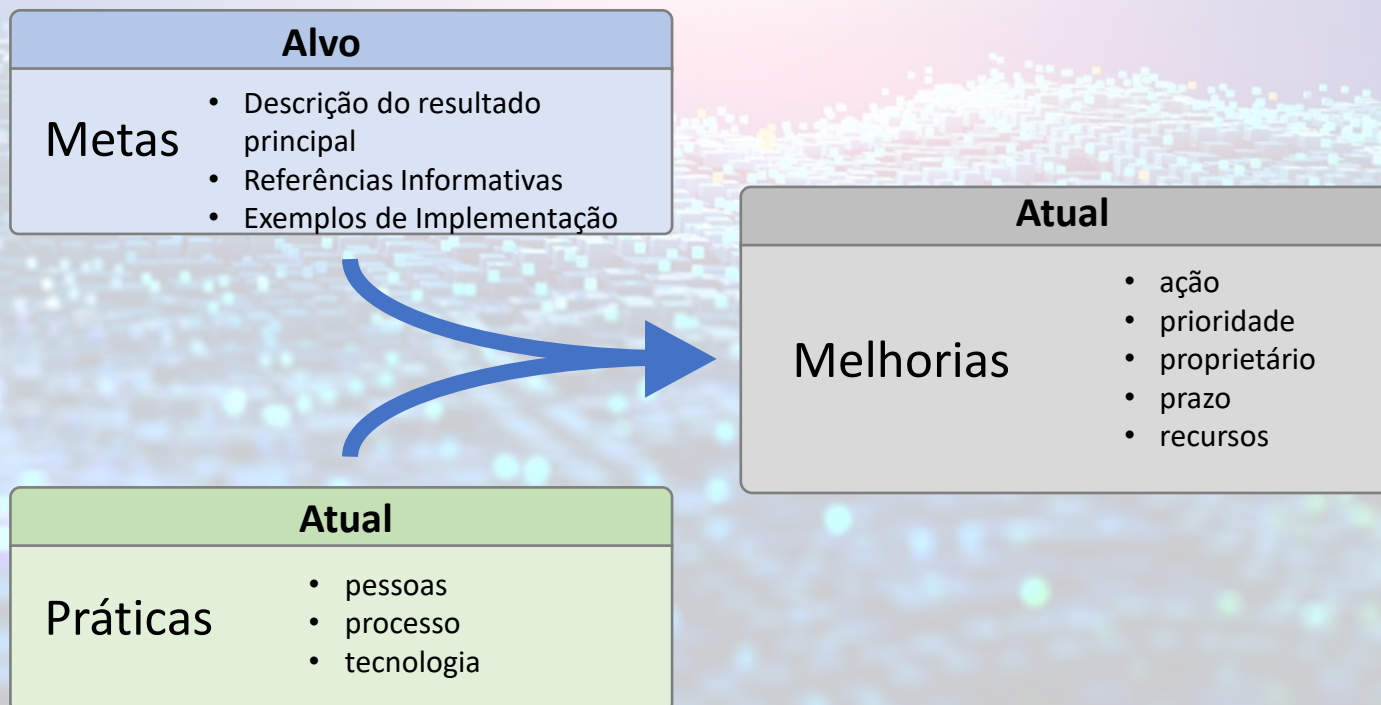 Alvo
Metas
• Descrição do resultado
principal
• Referências Informativas
• Exemplos de Implementação
Atual
Melhorias
• ação
• prioridade
• proprietário
• prazo
• recursos
Atual
Práticas
• pessoas
• processo
• tecnologia